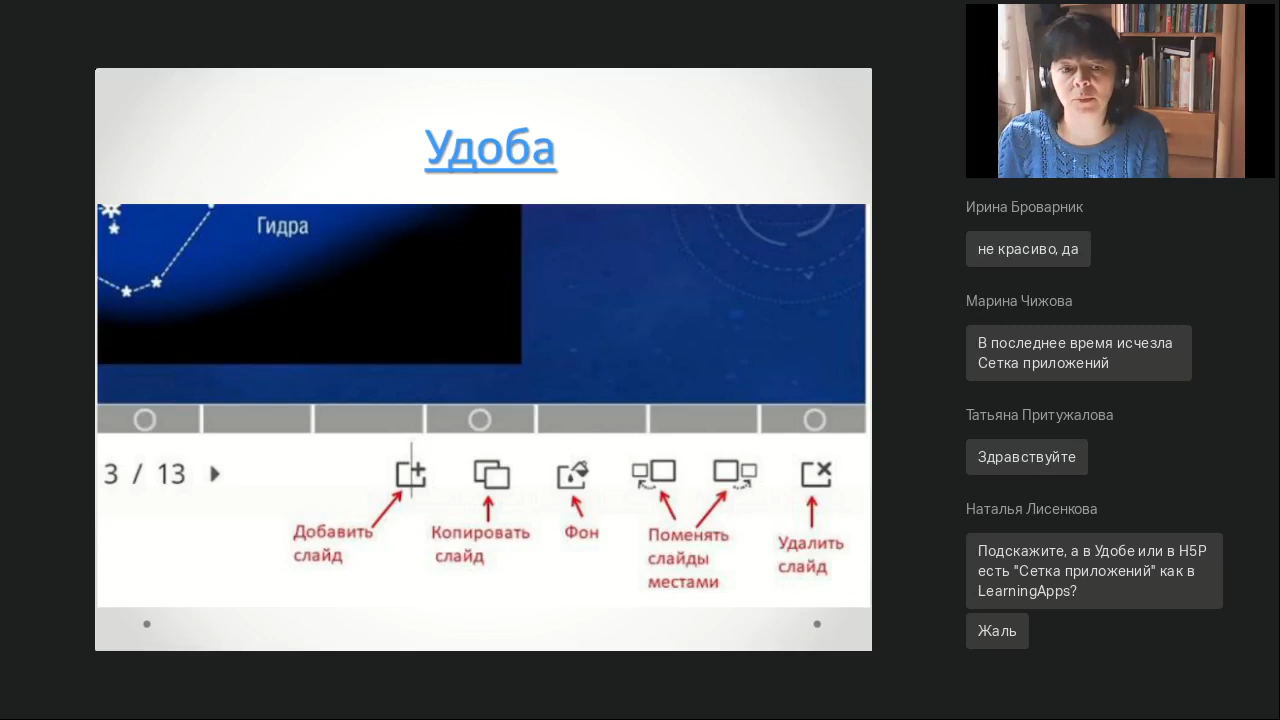 Удоба
Гидра
3 / 13
Добавить
слайд
Копировать
слайд
Фон
Поменять
слайды
местами
Удалить
слайд
Ирина Броварник
не красиво, да
Марина Чижова
В последнее время исчезла
Сетка приложений
Татьяна Притужалова
Здравствуйте
Наталья Лисенкова
Подскажите, а в Удобе или в H5P
есть "Сетка приложений" как в
LearningApps?
Жаль